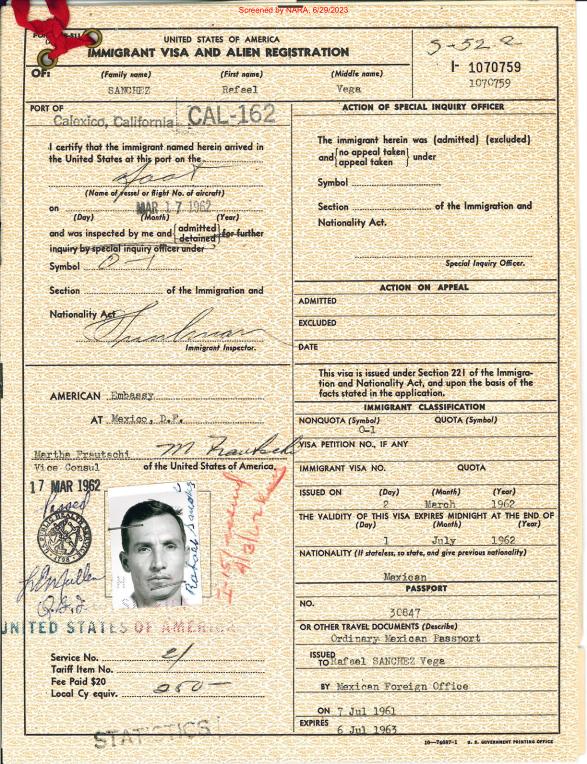 Screened by NARA, 6/29/2023
UNITED STATES OF AMERICA
IMMIGRANT VISA AND ALIEN REGISTRATION
OF: (Family name) (First name) (Middle name)
SANCHEZ Rafael Vega
S-52 a
I- 1070759
1070759
PORT OF
Calexico, California CAL-162
I certify that the immigrant named herein arrived in
the United States at this port on the
foot
(Name of vessel or flight No. of aircraft)
on MAR 17 1962
(Day) (Month) (Year)
and was inspected by me and {admitted detained} for further
inquiry by special inquiry officer under
Symbol O-1
Section of the Immigration and
Nationality Act
Immigrant Inspector.
AMERICAN Embassy
AT Mexico, D.F.
M Frautschi
Martha Frautschi
Vice Consul of the United States of America.
17 MAR 1962
Passed
PUBLIC HEALTH SERVICE
1798
Rafael Sanchez
UNITED STATES OF AMERICA
Service No. 21
Tariff Item No.
Fee Paid $20
Local Cy equiv. 250-
STATISTICS
ACTION OF SPECIAL INQUIRY OFFICER
The immigrant herein was {admitted} {excluded}
and {no appeal taken appeal taken} under
Symbol
Section of the Immigration and
Nationality Act.
Special Inquiry Officer.
ACTION ON APPEAL
ADMITTED
EXCLUDED
DATE
This visa is issued under Section 221 of the Immigra-
tion and Nationality Act, and upon the basis of the
facts stated in the application.
IMMIGRANT CLASSIFICATION
NONQUOTA (Symbol) QUOTA (Symbol)
O-1
VISA PETITION NO., IF ANY
IMMIGRANT VISA NO. QUOTA
ISSUED ON (Day) (Month) (Year)
2 March 1962
THE VALIDITY OF THIS VISA EXPIRES MIDNIGHT AT THE END OF
(Day) (Month) (Year)
1 July 1962
NATIONALITY (If stateless, so state, and give previous nationality)
Mexican
PASSPORT
NO. 30847
OR OTHER TRAVEL DOCUMENTS (Describe)
Ordinary Mexican Passport
ISSUED
TO Rafael SANCHEZ Vega
BY Mexican Foreign Office
ON 7 Jul 1961
EXPIRES 6 Jul 1963
16—76087-1 U. S. GOVERNMENT PRINTING OFFICE